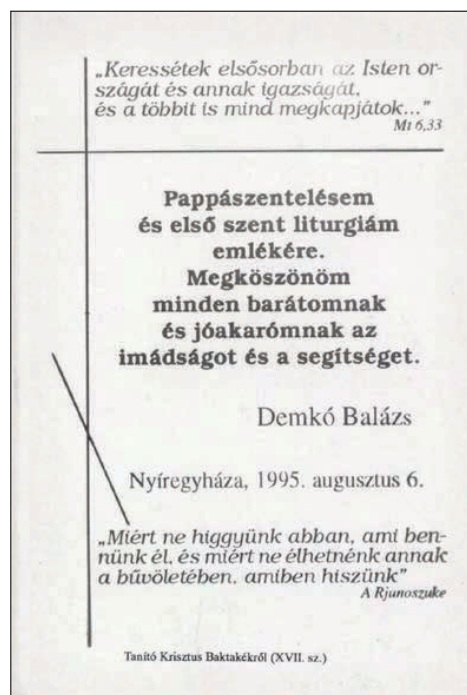 „Keressétek elsősorban az Isten or-
szágát és annak igazságát,
és a többit is mind megkapjátok..."
Mt 6,33
Pappászentelésem
és első szent liturgiám
emlékére.
Megköszönöm
minden barátomnak
és jóakarómnak az
imádságot és a segítséget.
Demkó Balázs
Nyíregyháza, 1995. augusztus 6.
„Miért ne higgyünk abban, ami ben-
nünk él, és miért ne élhetnénk annak
a bűvöletében, amiben hiszünk"
A Rjunoszuke
Tanító Krisztus Baktakékről (XVII. sz.)